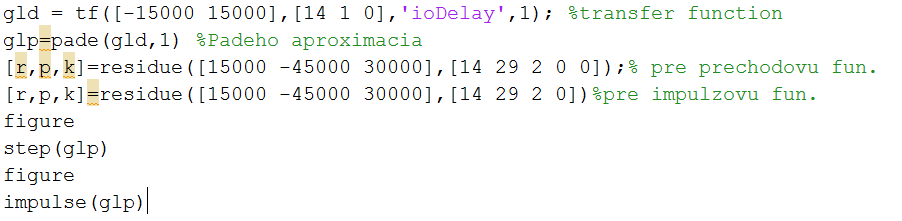 gld = tf([-15000 15000],[14 1 0],'ioDelay',1); %transfer function
glp=pade(gld,1) %Padeho aproximacia
[r,p,k]=residue([15000 -45000 30000],[14 29 2 0 0]);% pre prechodovu fun.
[r,p,k]=residue([15000 -45000 30000],[14 29 2 0])%pre impulzovu fun.
figure
step(glp)
figure
impulse(glp)